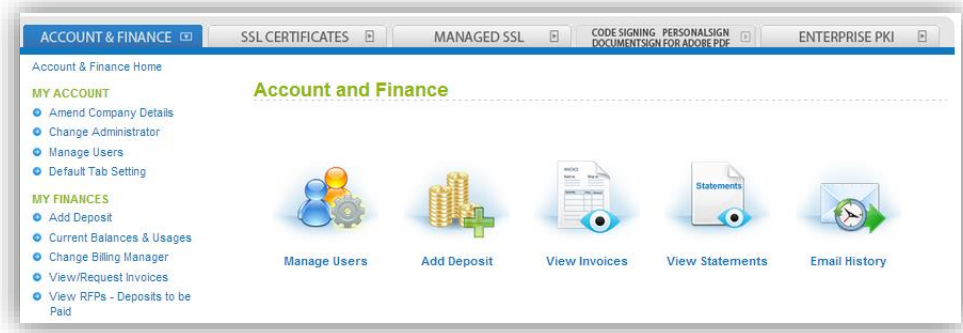 ACCOUNT & FINANCE
SSL CERTIFICATES
MANAGED SSL
CODE SIGNING PERSONALSIGN
DOCUMENTSIGN FOR ADOBE PDF
ENTERPRISE PKI
Account & Finance Home
MY ACCOUNT
Amend Company Details
Change Administrator
Manage Users
Default Tab Setting
MY FINANCES
Add Deposit
Current Balances & Usages
Change Billing Manager
View/Request Invoices
View RFPs - Deposits to be
Paid
Account and Finance
INVOICE
Statements
Manage Users
Add Deposit
View Invoices
View Statements
Email History